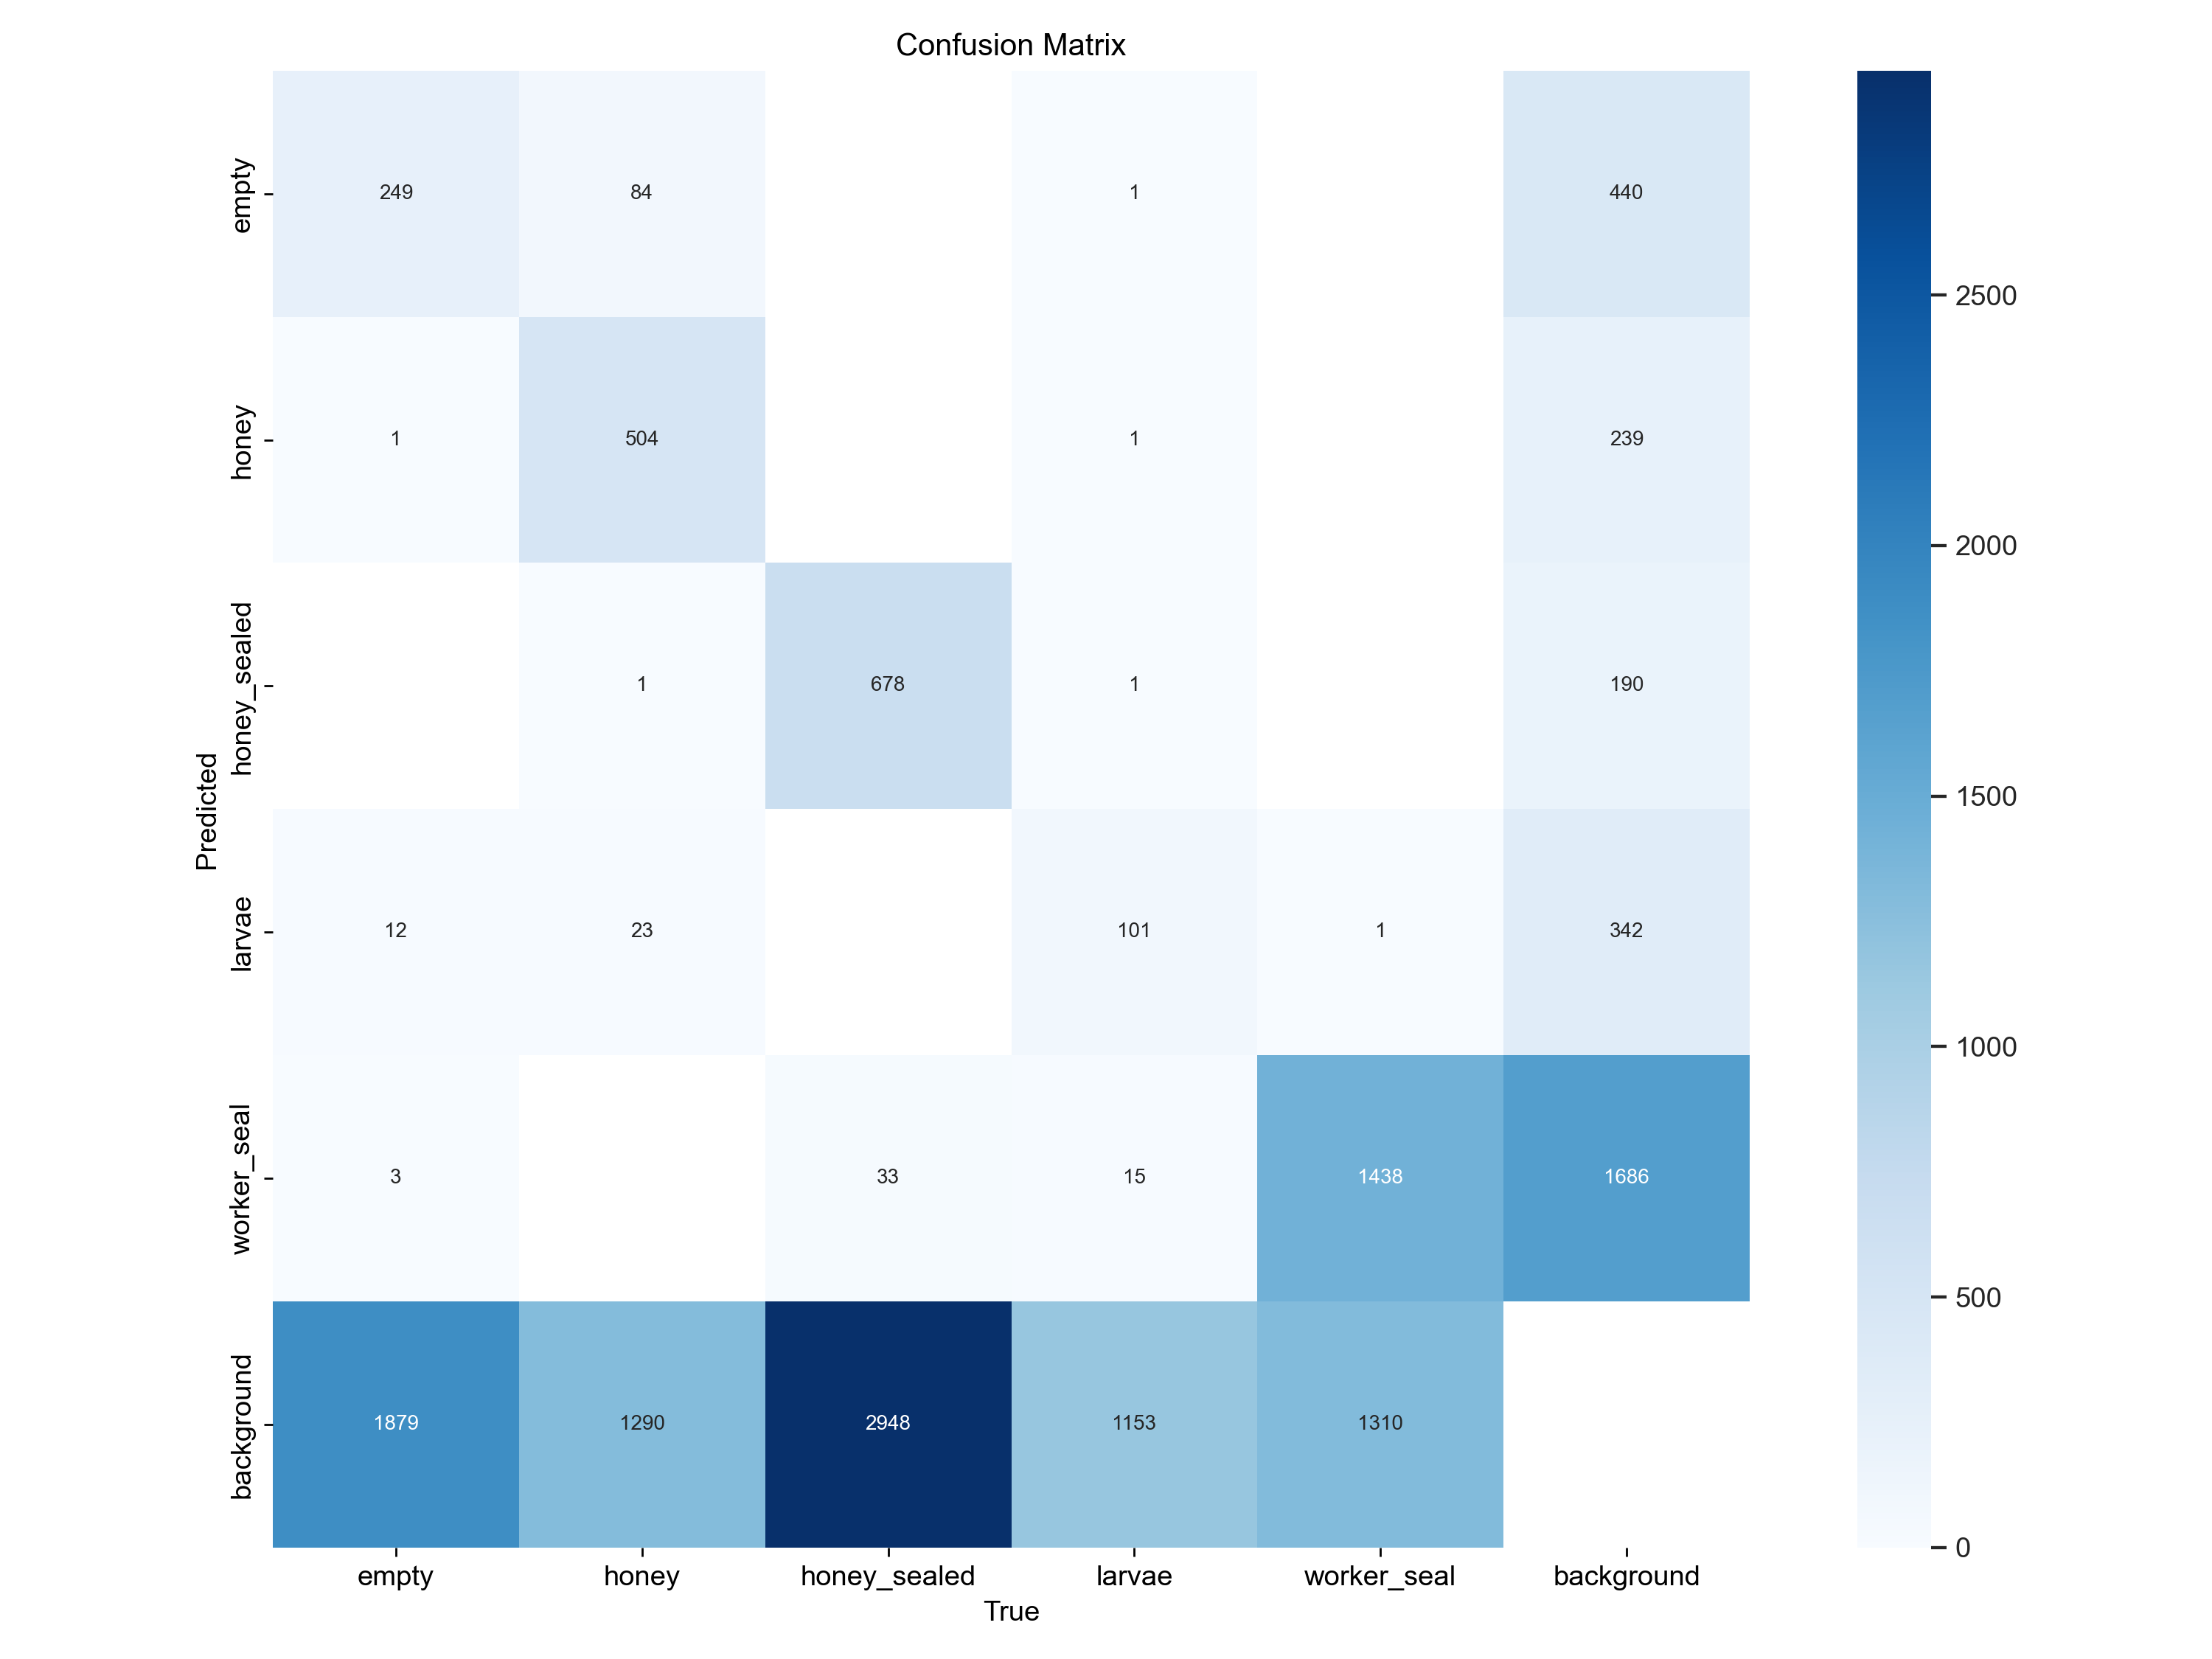 Confusion Matrix
empty
249
84
1
440
honey
1
504
1
239
honey_sealed
1
678
1
190
larvae
12
23
101
1
342
worker_seal
3
33
15
1438
1686
background
1879
1290
2948
1153
1310
Predicted
empty
honey
honey_sealed
larvae
worker_seal
background
True
2500
2000
1500
1000
500
0